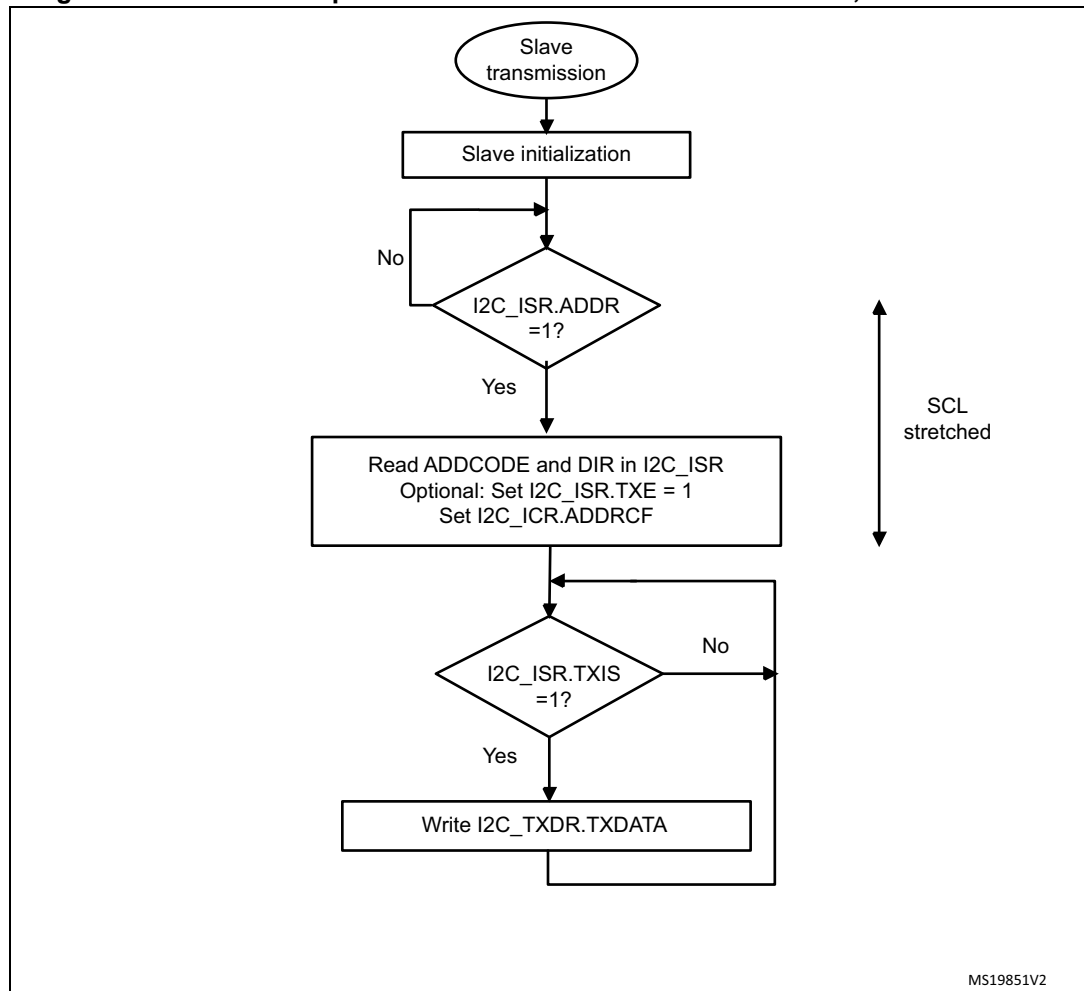 Slave
transmission
Slave initialization
No
I2C_ISR.ADDR
=1?
Yes
SCL
stretched
Read ADDCODE and DIR in I2C_ISR
Optional: Set I2C_ISR.TXE = 1
Set I2C_ICR.ADDRCF
No
I2C_ISR.TXIS
=1?
Yes
Write I2C_TXDR.TXDATA
MS19851V2